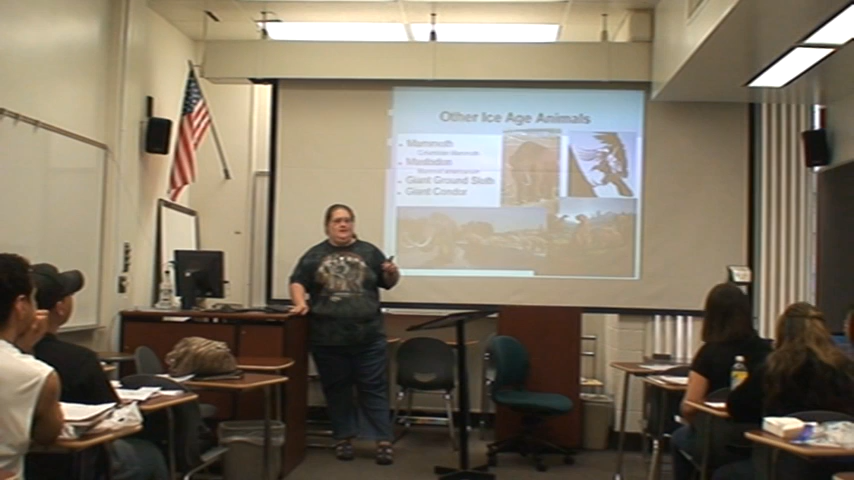 Other Ice Age Animals
Mammoth
Columbian Mammoth
Mastodon
Giant Ground Sloth
Giant Condor